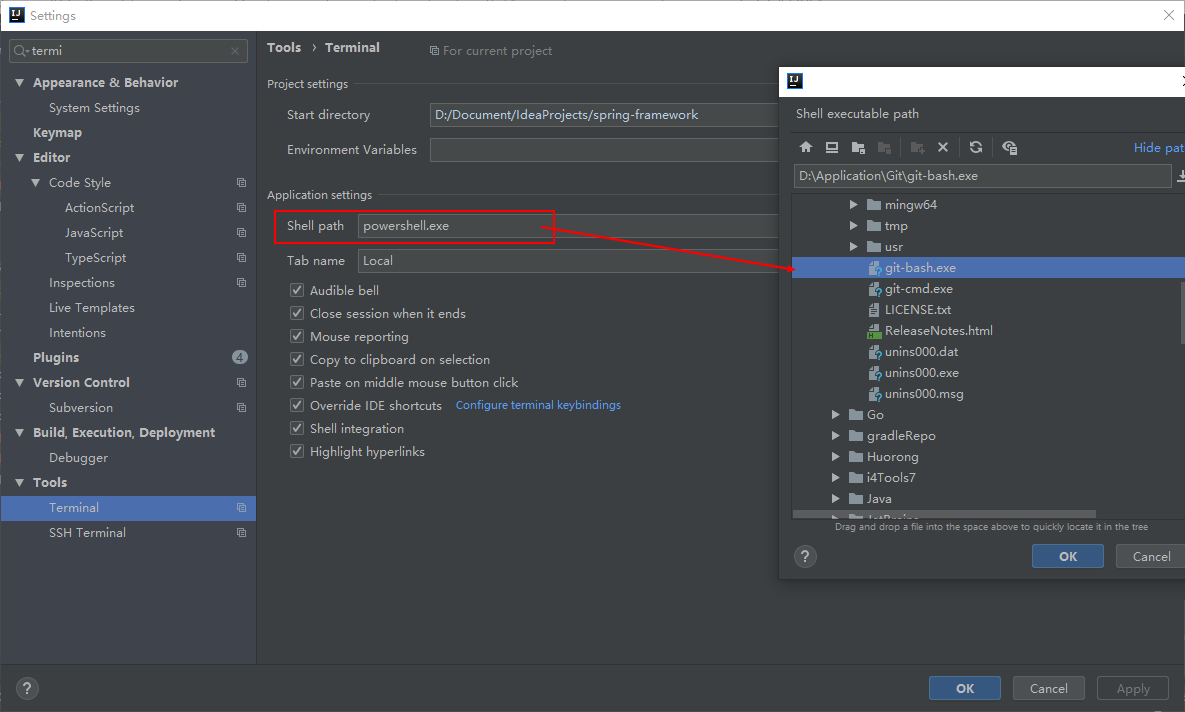 Settings
termi
Appearance & Behavior
System Settings
Keymap
Editor
Code Style
ActionScript
JavaScript
TypeScript
Inspections
Live Templates
Intentions
Plugins 4
Version Control
Subversion
Build, Execution, Deployment
Debugger
Tools
Terminal
SSH Terminal
Tools › Terminal For current project
Project settings
Start directory D:/Document/IdeaProjects/spring-framework
Environment Variables
Application settings
Shell path powershell.exe
Tab name Local
Audible bell
Close session when it ends
Mouse reporting
Copy to clipboard on selection
Paste on middle mouse button click
Override IDE shortcuts Configure terminal keybindings
Shell integration
Highlight hyperlinks
IJ
Shell executable path
Hide pat
D:\Application\Git\git-bash.exe
mingw64
tmp
usr
git-bash.exe
git-cmd.exe
LICENSE.txt
ReleaseNotes.html
unins000.dat
unins000.exe
unins000.msg
Go
gradleRepo
Huorong
i4Tools7
Java
Drag and drop a file into the space above to quickly locate it in the tree
? OK Cancel
? OK Cancel Apply